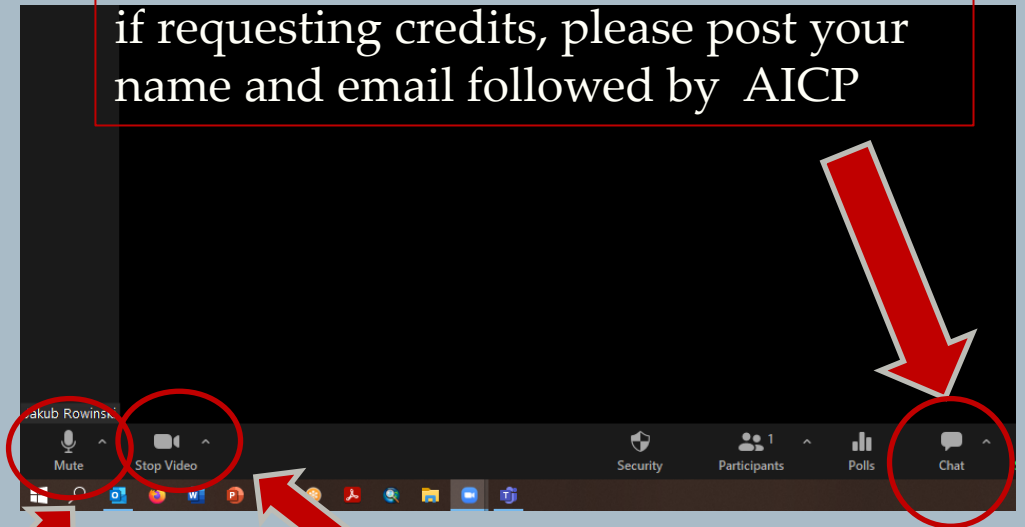 if requesting credits, please post your
name and email followed by AICP
Jakub Rowinski
1
Mute
Stop Video
Security
Participants
Polls
Chat